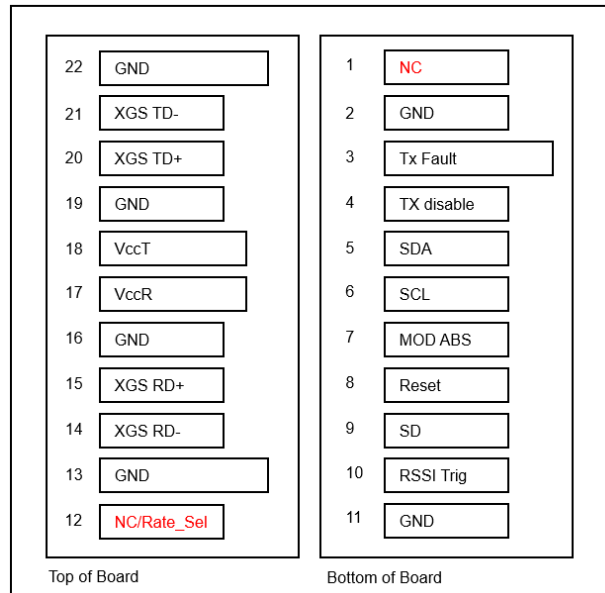 22 GND
21 XGS TD-
20 XGS TD+
19 GND
18 VccT
17 VccR
16 GND
15 XGS RD+
14 XGS RD-
13 GND
12 NC/Rate_Sel
Top of Board
1 NC
2 GND
3 Tx Fault
4 TX disable
5 SDA
6 SCL
7 MOD ABS
8 Reset
9 SD
10 RSSI Trig
11 GND
Bottom of Board